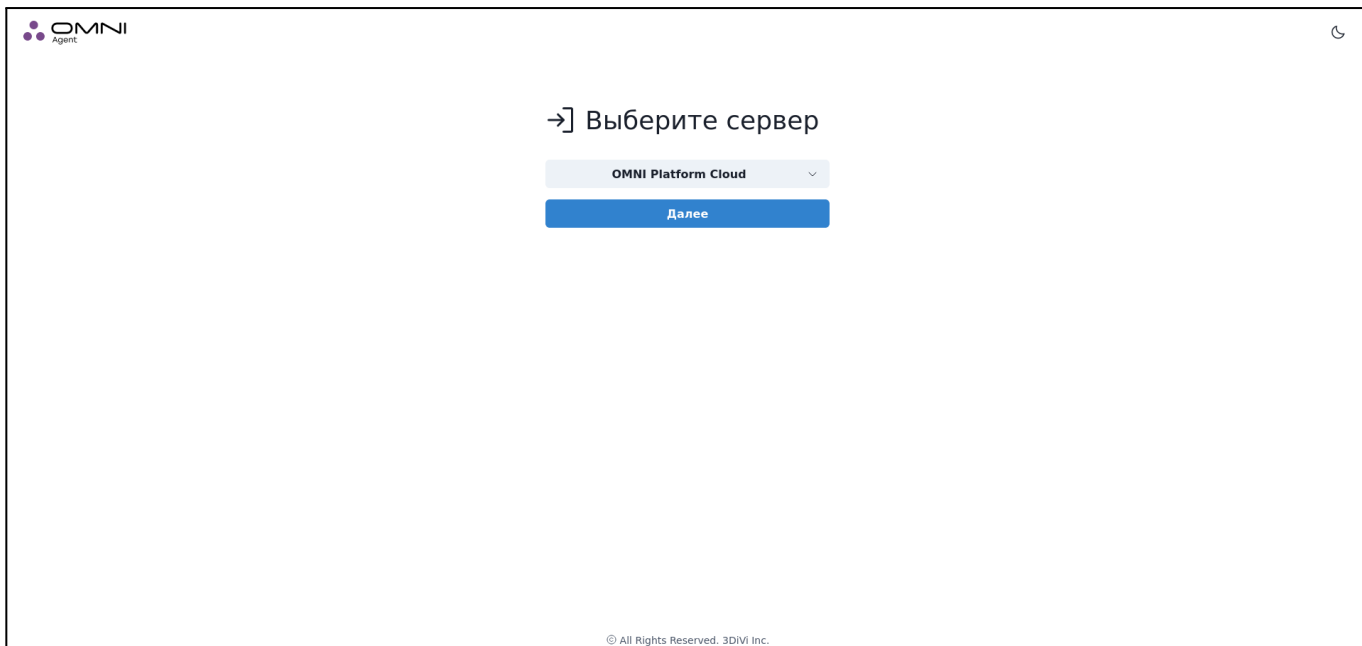 OMNI
Agent
Выберите сервер
OMNI Platform Cloud
Далее
© All Rights Reserved. 3DiVi Inc.